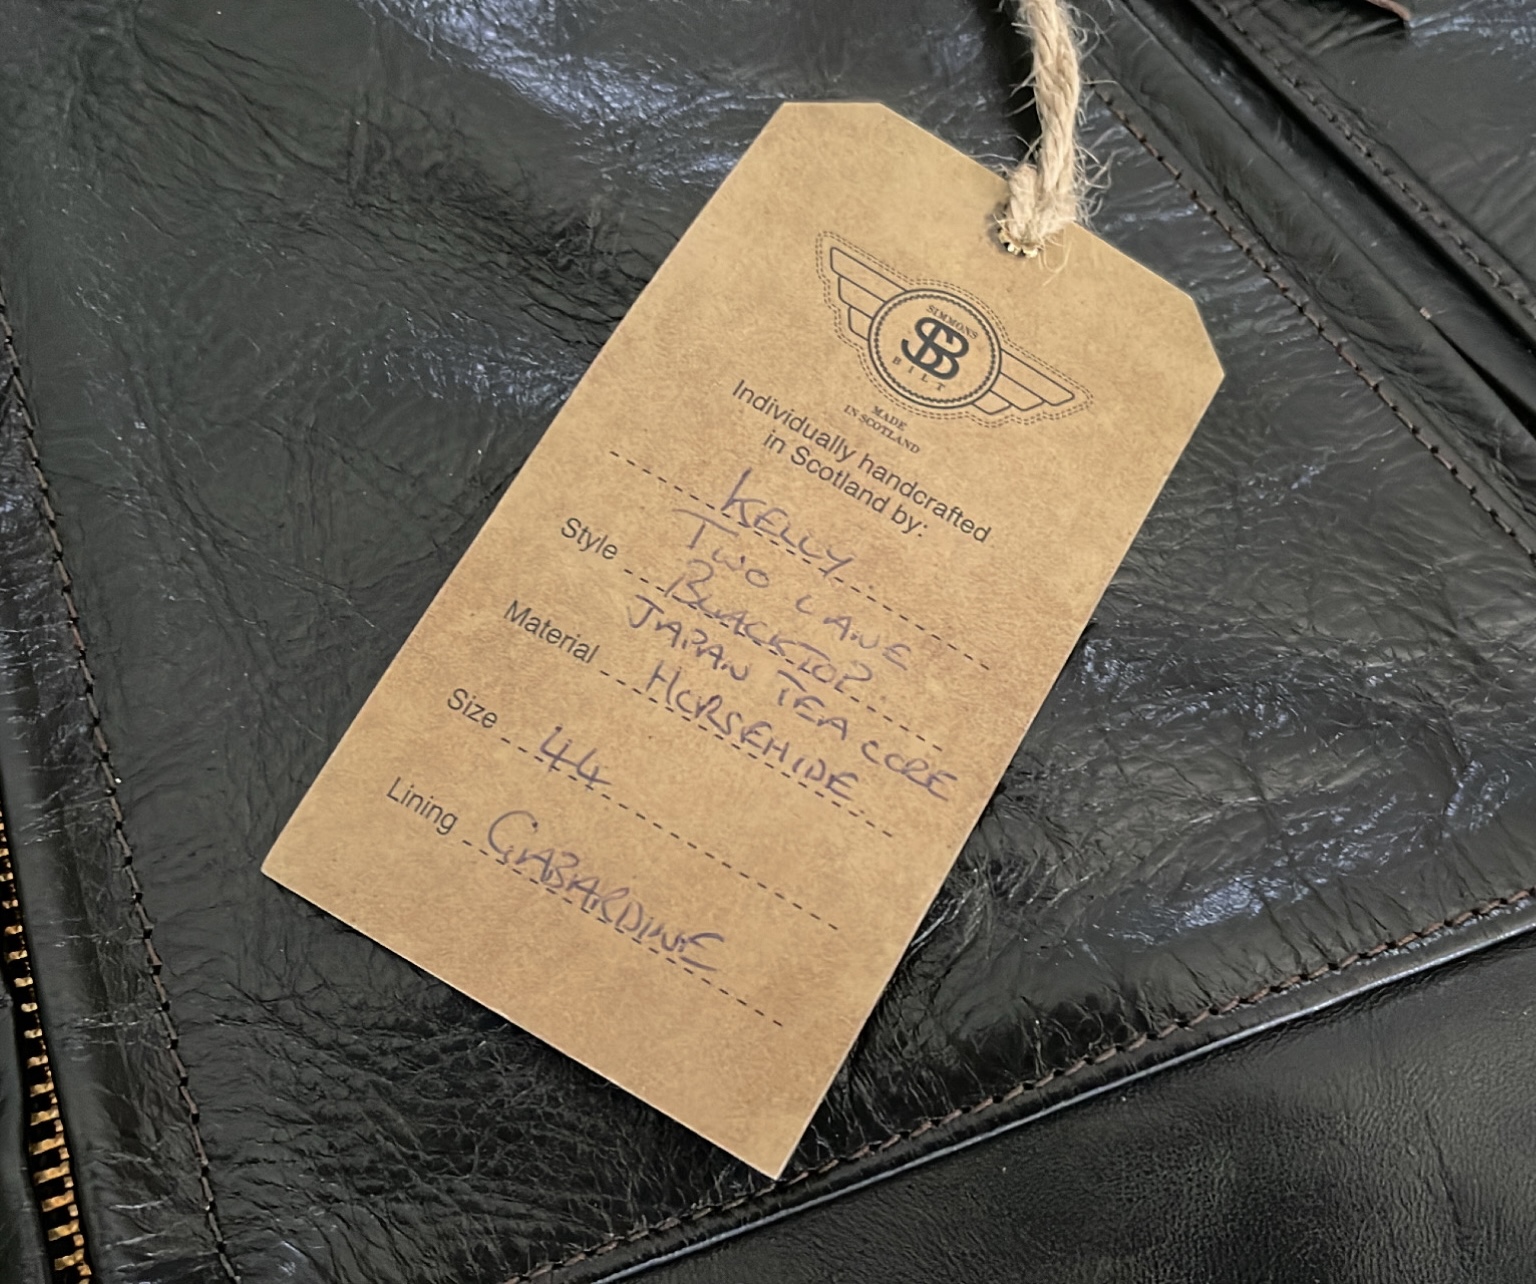 SIMMONS
SB
BILT
MADE
IN SCOTLAND
Individually handcrafted
in Scotland by:
KELLY
TWO LANE
Style BLACKTOP
JAPAN TEA CORE
Material HORSEHIDE
Size 44
Lining GABARDINE